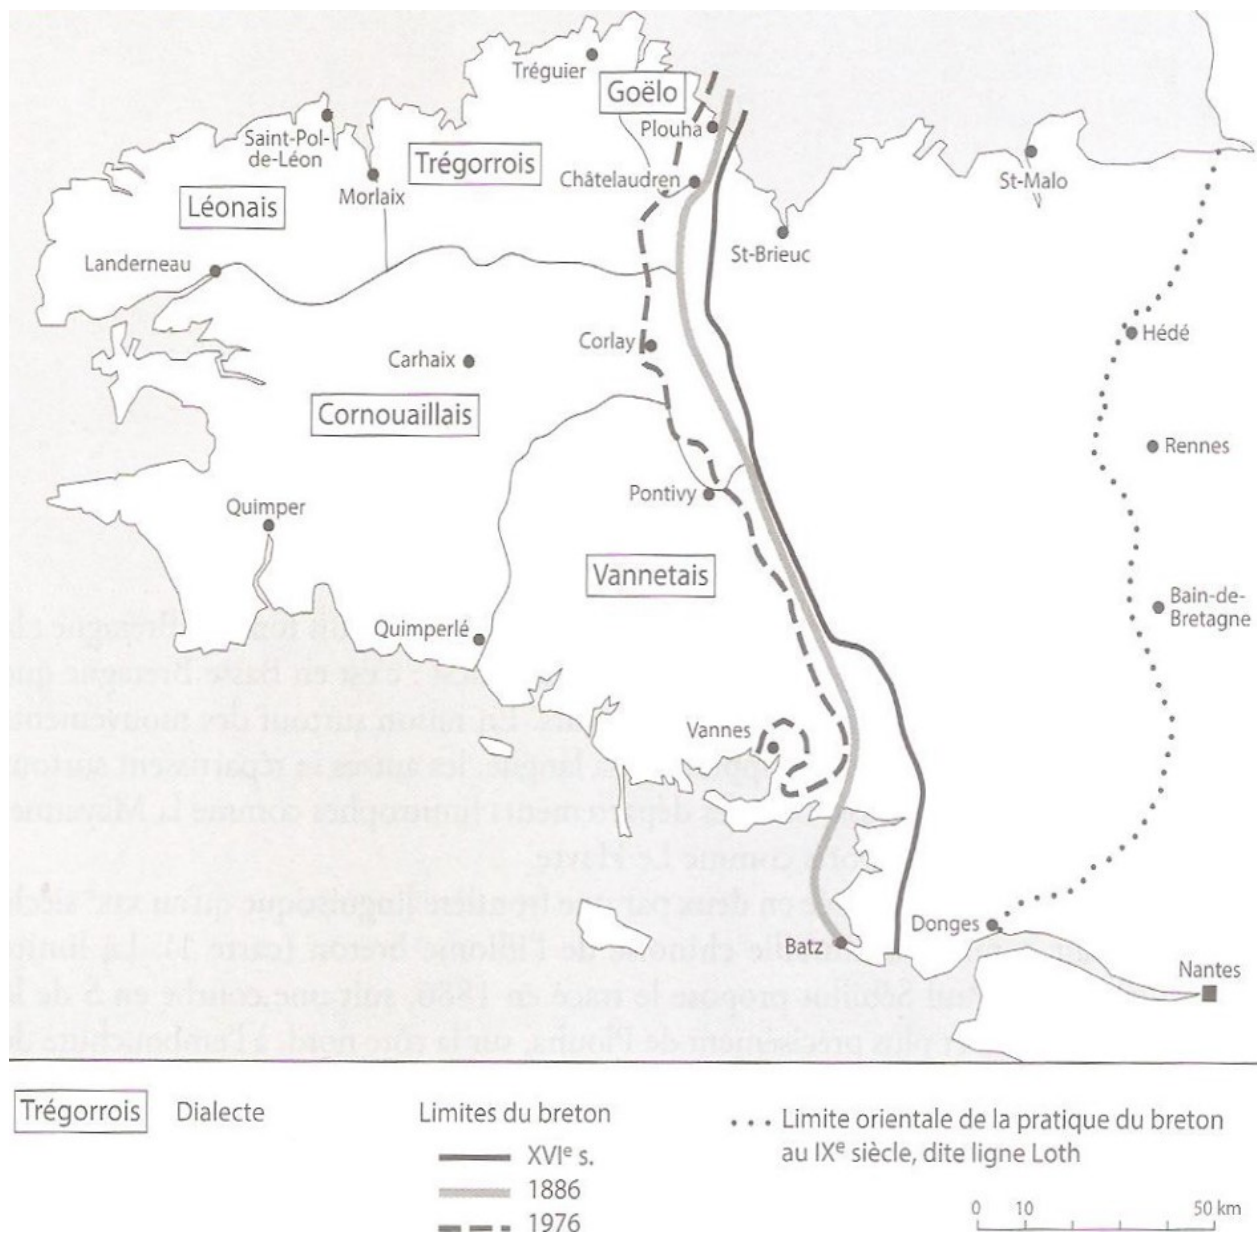 Tréguier
Goëlo
Plouha
Saint-Pol-
de-Léon
Trégorrois
Châtelaudren
St-Malo
Morlaix
Léonais
St-Brieuc
Landerneau
Hédé
Corlay
Carhaix
Cornouaillais
Rennes
Pontivy
Quimper
Vannetais
Bain-de-
Bretagne
Quimperlé
Vannes
Donges
Batz
Nantes
Trégorrois Dialecte
Limites du breton
XVIe s.
1886
1976
Limite orientale de la pratique du breton
au IXe siècle, dite ligne Loth
0 10 50 km